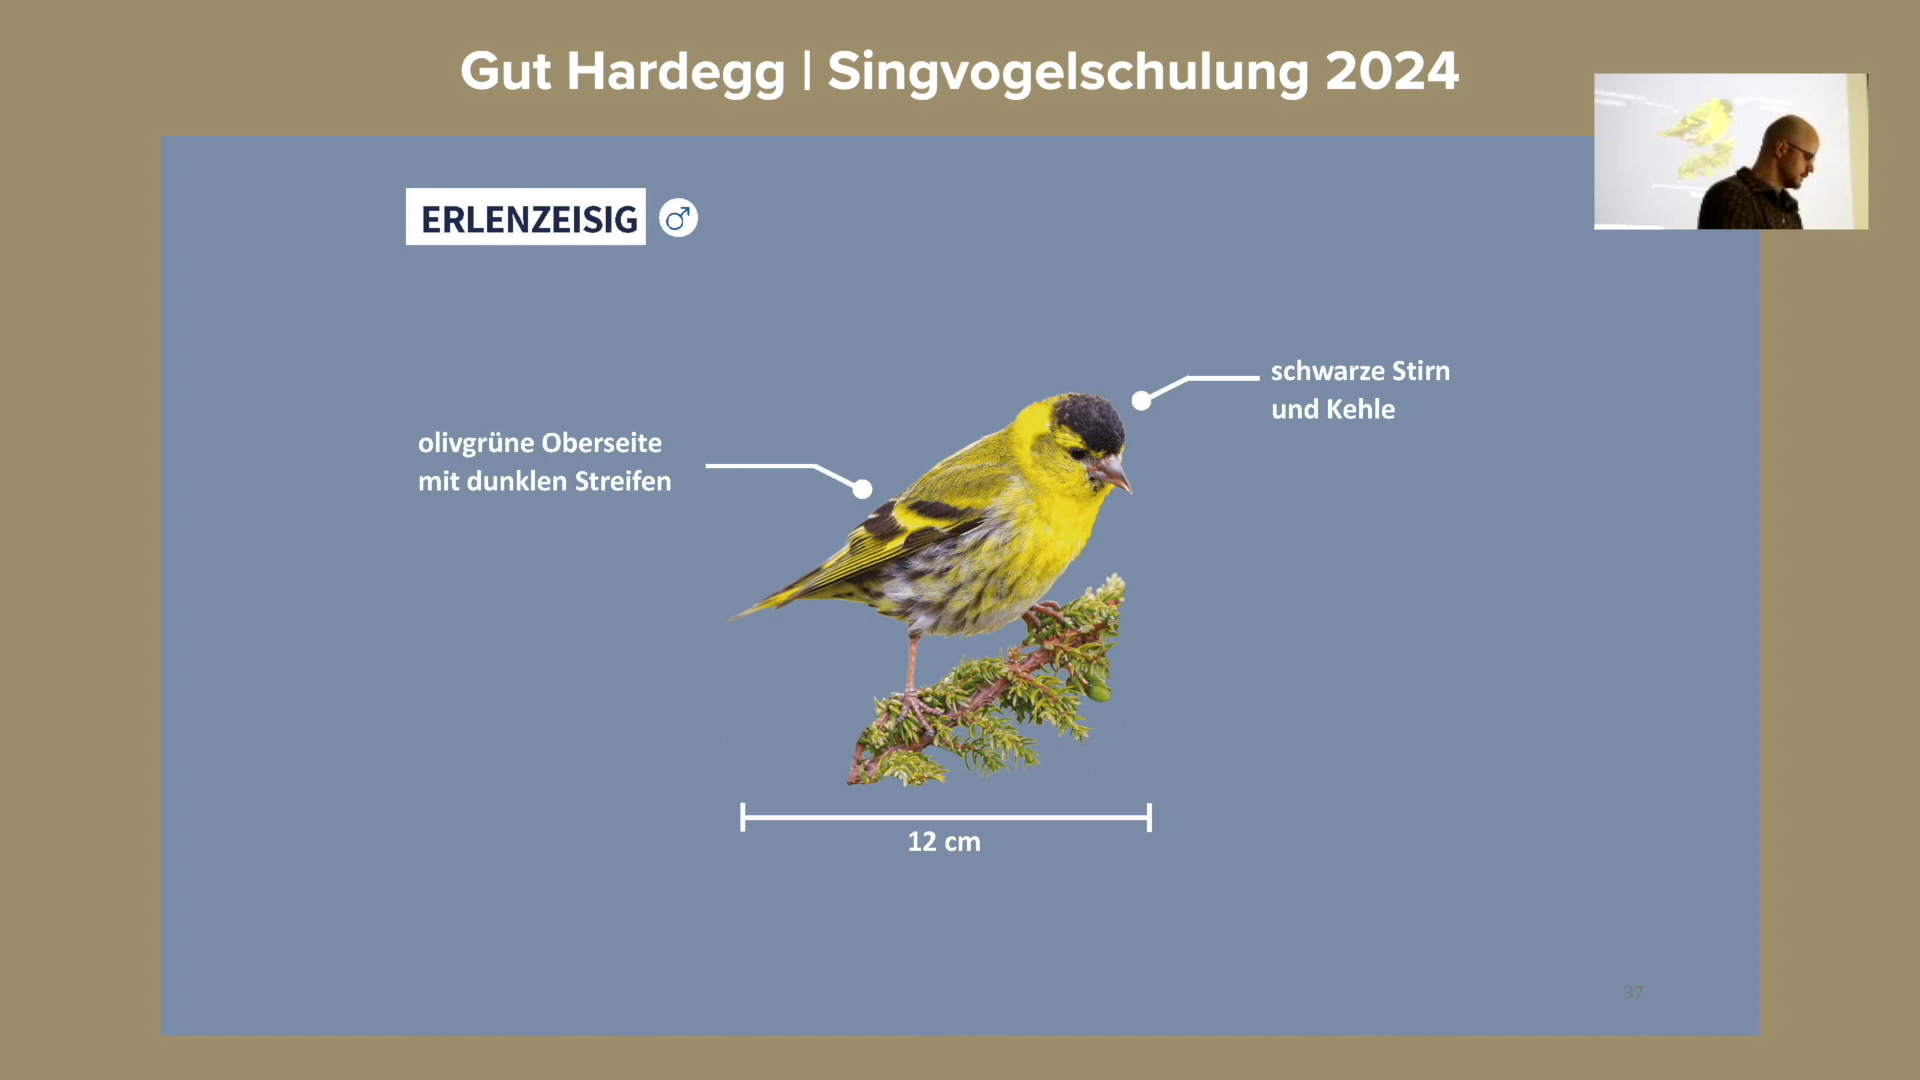 Gut Hardegg | Singvogelschulung 2024
ERLENZEISIG ♂
schwarze Stirn
und Kehle
olivgrüne Oberseite
mit dunklen Streifen
12 cm
37